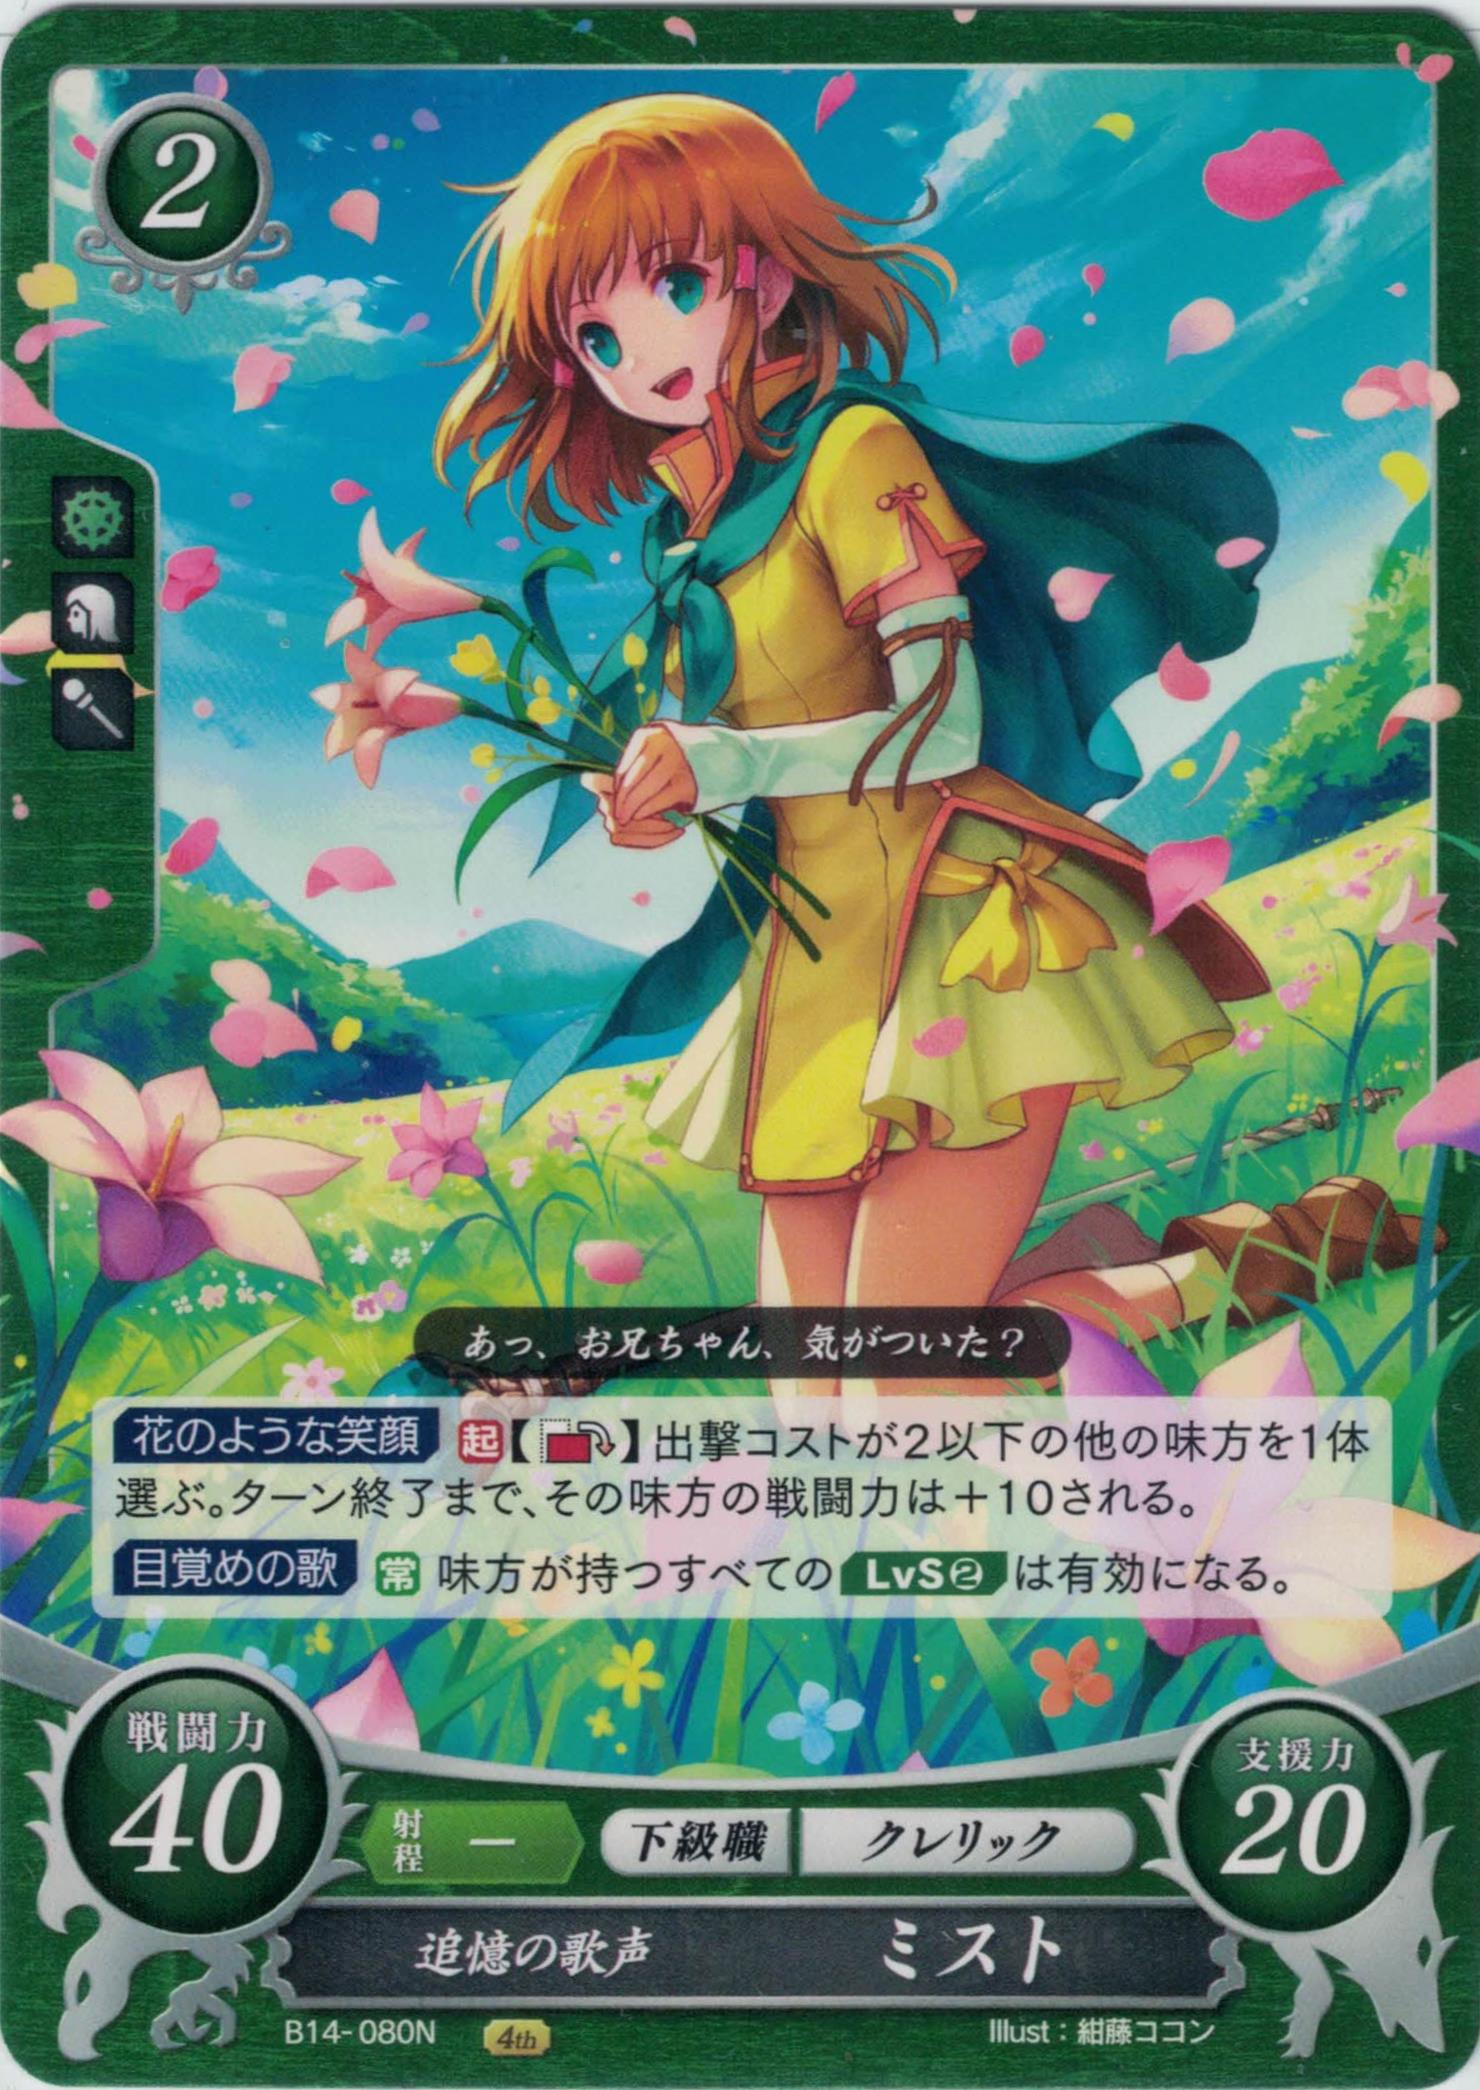 2
あっ、お兄ちゃん、気がついた?
花のような笑顔 起【】出撃コストが2以下の他の味方を1体
選ぶ。ターン終了まで、その味方の戦闘力は+10される。
目覚めの歌 常 味方が持つすべての LvS② は有効になる。
戦闘力
40
射程 —
下級職 クレリック
支援力
20
追憶の歌声 ミスト
B14-080N 4th Illust:紺藤ココン